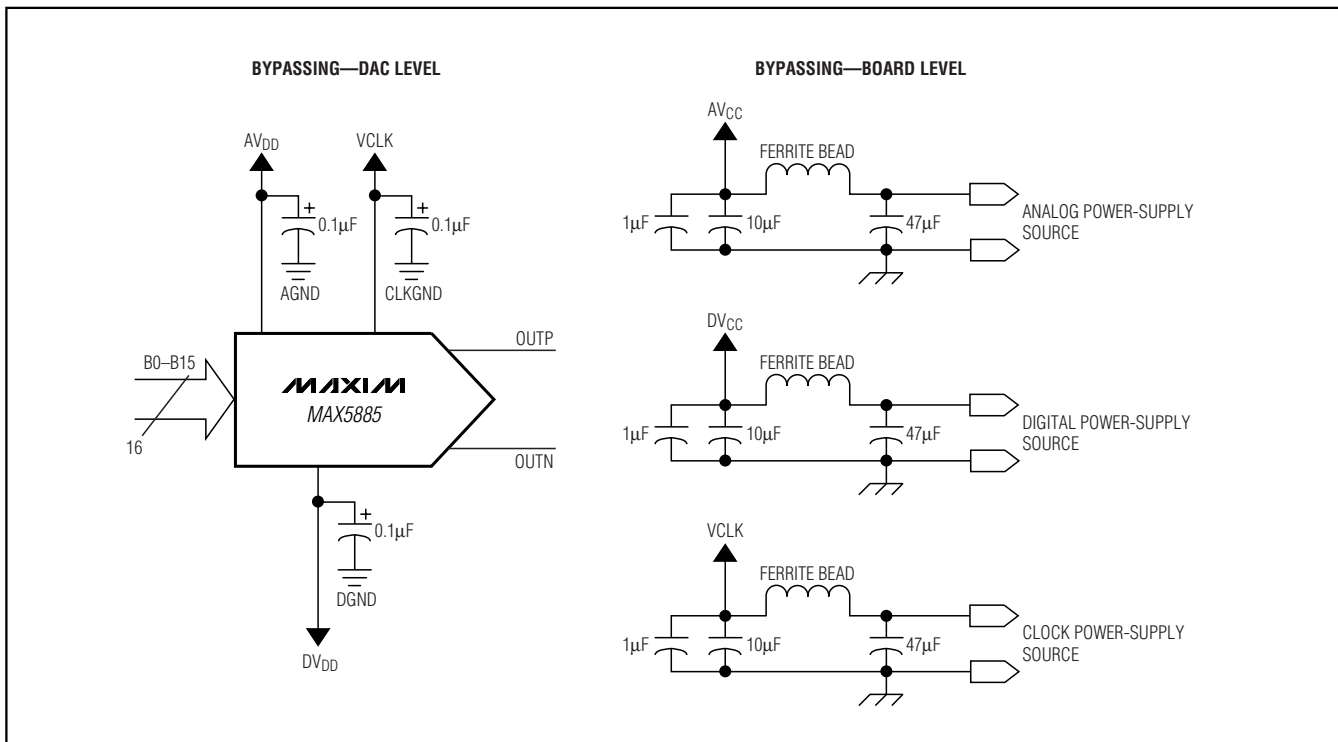 BYPASSING—DAC LEVEL
AVDD
VCLK
+
0.1µF
+
0.1µF
AGND
CLKGND
B0–B15
16
MAXIM
MAX5885
OUTP
OUTN
+
0.1µF
DGND
DVDD
BYPASSING—BOARD LEVEL
AVCC
FERRITE BEAD
1µF
10µF
47µF
ANALOG POWER-SUPPLY
SOURCE
DVCC
FERRITE BEAD
1µF
10µF
47µF
DIGITAL POWER-SUPPLY
SOURCE
VCLK
FERRITE BEAD
1µF
10µF
47µF
CLOCK POWER-SUPPLY
SOURCE